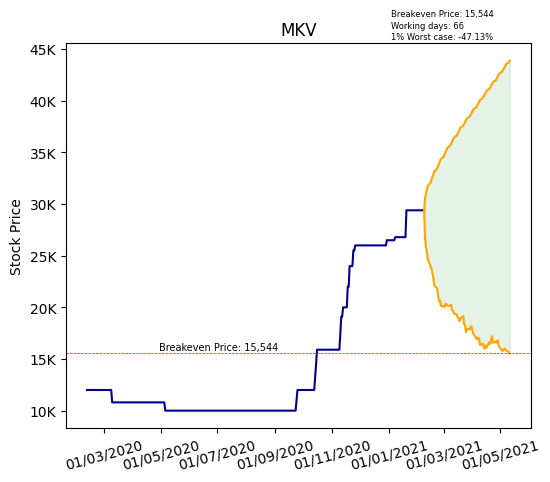 Breakeven Price: 15,544
Working days: 66
1% Worst case: -47.13%
MKV
45K
40K
35K
30K
25K
20K
15K
10K
Stock Price
Breakeven Price: 15,544
01/03/2020 01/05/2020 01/07/2020 01/09/2020 01/11/2020 01/01/2021 01/03/2021 01/05/2021